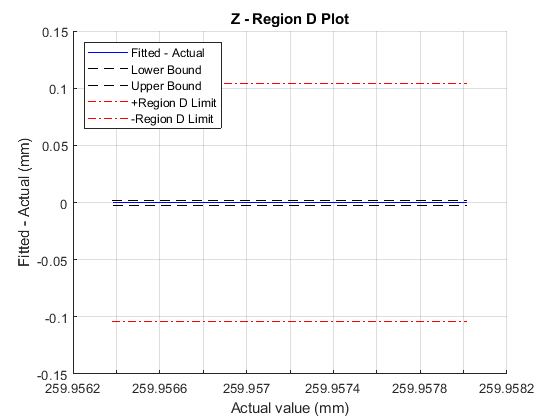 Z - Region D Plot
0.15
0.1
0.05
0
-0.05
-0.1
-0.15
Fitted - Actual (mm)
Fitted - Actual
Lower Bound
Upper Bound
+Region D Limit
-Region D Limit
259.9562 259.9566 259.957 259.9574 259.9578 259.9582
Actual value (mm)